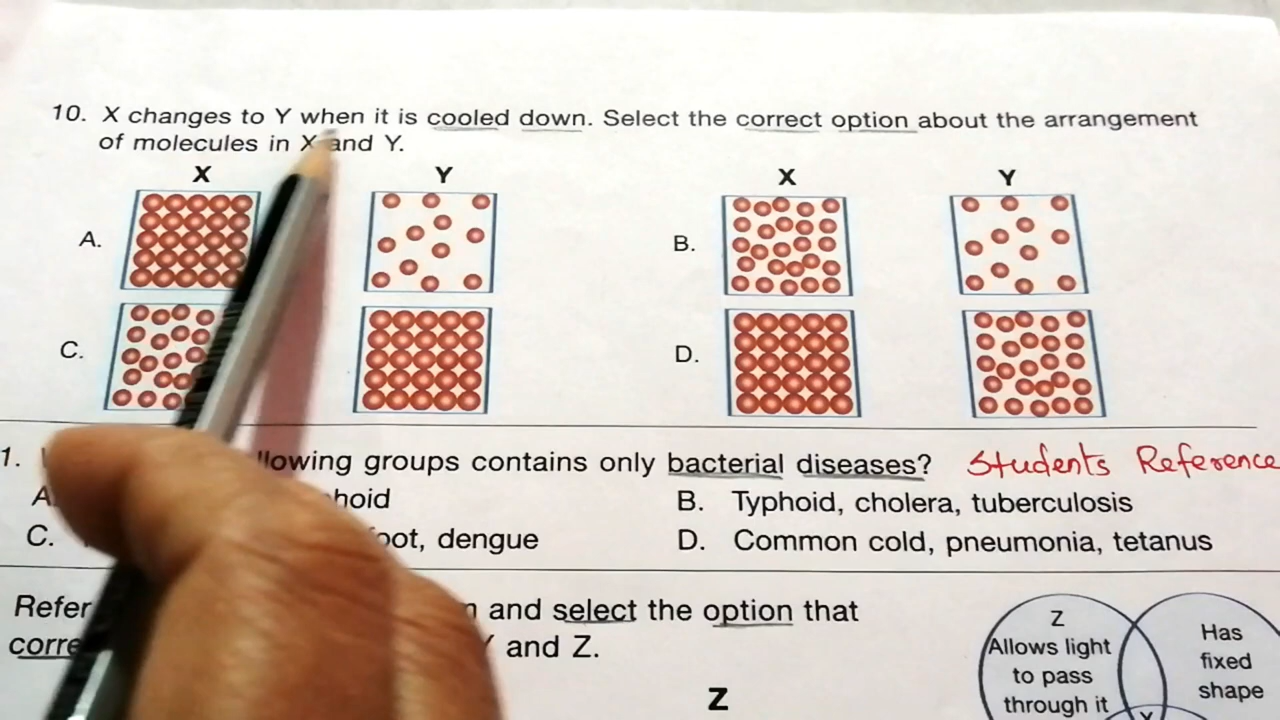 10. X changes to Y when it is cooled down. Select the correct option about the arrangement
of molecules in X and Y.
X Y X Y
A. B.
C. D.
1. llowing groups contains only bacterial diseases? Students Reference
A hoid B. Typhoid, cholera, tuberculosis
C. oot, dengue D. Common cold, pneumonia, tetanus
Refer and select the option that
corre and Z.
Z
Z
Allows light
to pass
through it
Has
fixed
shape
Y